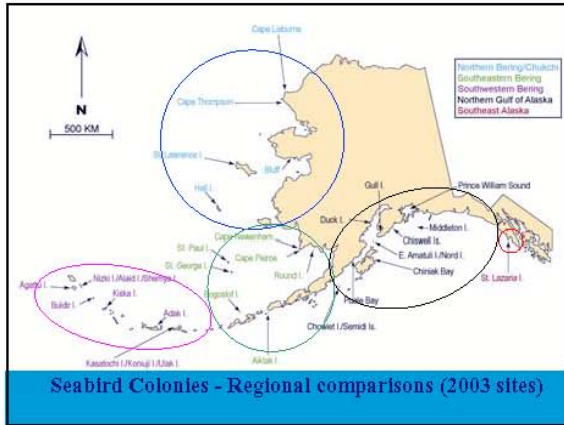 Cape Lisburne
Northern Bering/Chukchi
Southeastern Bering
Southwestern Bering
Northern Gulf of Alaska
Southeast Alaska
N
500 KM
Cape Thompson
St. Lawrence I.
Bluff
Hall I.
Gull I.
Prince William Sound
Duck I.
Middleton I.
Chiswell Is.
E. Amatuli I./Nord I.
Chiniak Bay
Cape Newenham
St. Paul I.
Cape Peirce
St. George I.
Round I.
St. Lazaria I.
Nizki I./Alaid I./Shemya I.
Agattu I.
Kiska I.
Buldir I.
Bogoslof I.
Puale Bay
Adak I.
Chowiet I./Semidi Is.
Kasatochi I./Koniuji I./Ulak I.
Aiktak I.
Seabird Colonies - Regional comparisons (2003 sites)